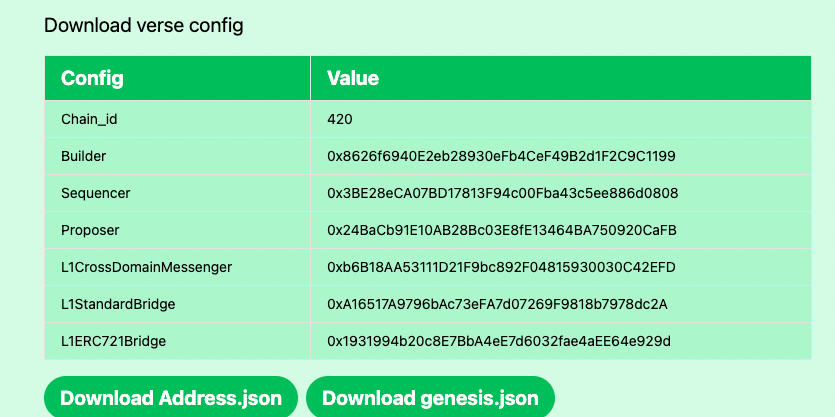 Download verse config
Config Value
Chain_id 420
Builder 0x8626f6940E2eb28930eFb4CeF49B2d1F2C9C1199
Sequencer 0x3BE28eCA07BD17813F94c00Fba43c5ee886d0808
Proposer 0x24BaCb91E10AB28Bc03E8fE13464BA750920CaFB
L1CrossDomainMessenger 0xb6B18AA53111D21F9bc892F04815930030C42EFD
L1StandardBridge 0xA16517A9796bAc73eFA7d07269F9818b7978dc2A
L1ERC721Bridge 0x1931994b20c8E7BbA4eE7d6032fae4aEE64e929d
Download Address.json Download genesis.json